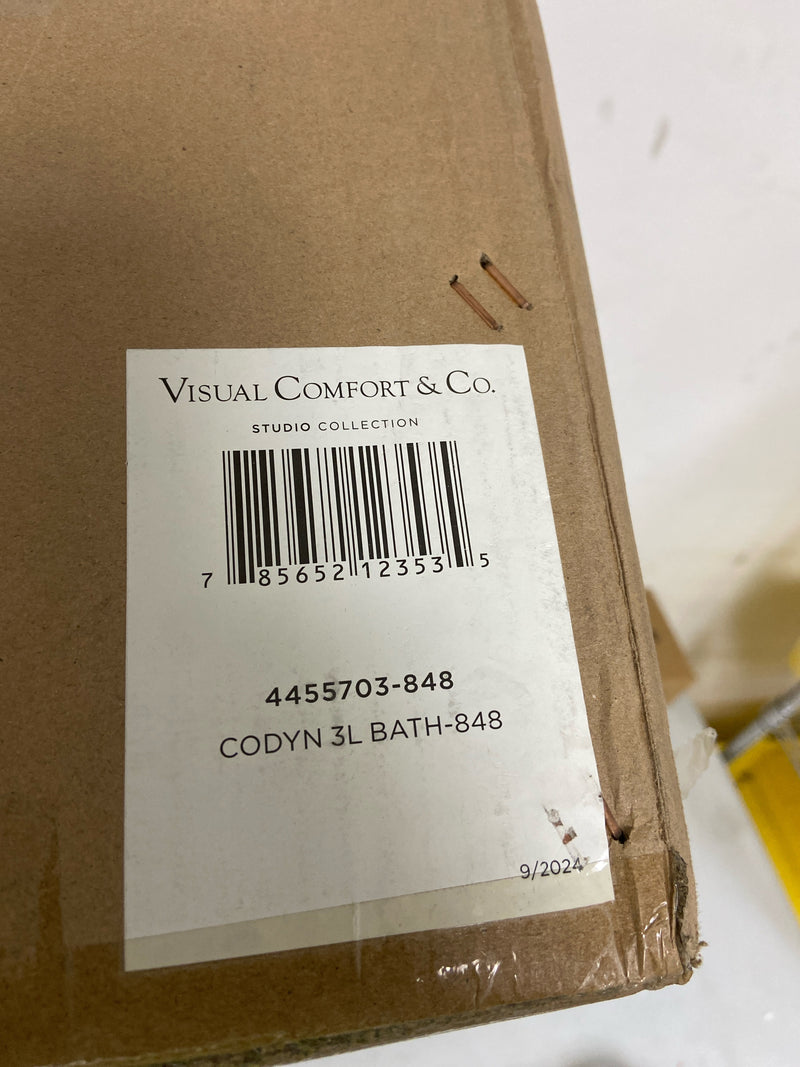 VISUAL COMFORT & CO.
STUDIO COLLECTION
7 85652 12353 5
4455703-848
CODYN 3L BATH-848
9/2024